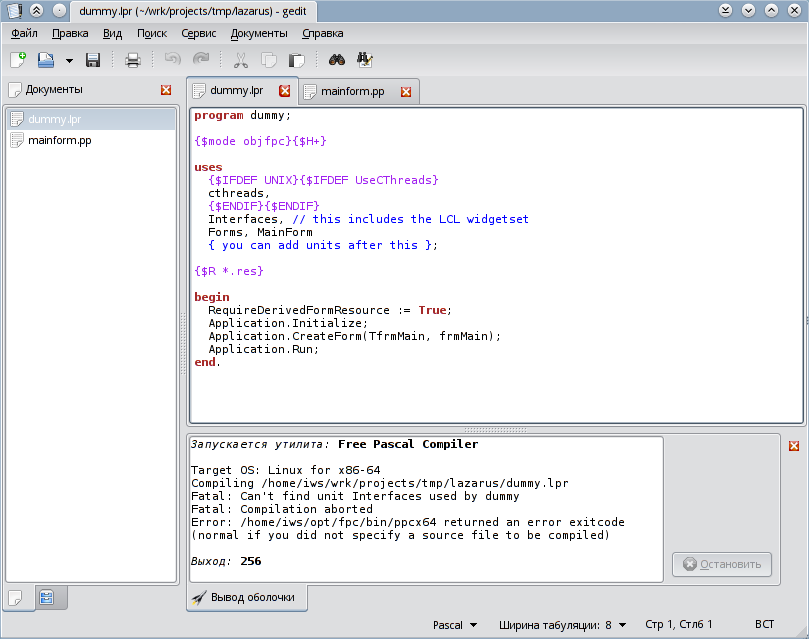 dummy.lpr (~/wrk/projects/tmp/lazarus) - gedit
Файл Правка Вид Поиск Сервис Документы Справка
Документы
dummy.lpr
mainform.pp
dummy.lpr mainform.pp
program dummy;
{$mode objfpc}{$H+}
uses
{$IFDEF UNIX}{$IFDEF UseCThreads}
cthreads,
{$ENDIF}{$ENDIF}
Interfaces, // this includes the LCL widgetset
Forms, MainForm
{ you can add units after this };
{$R *.res}
begin
RequireDerivedFormResource := True;
Application.Initialize;
Application.CreateForm(TfrmMain, frmMain);
Application.Run;
end.
Запускается утилита: Free Pascal Compiler
Target OS: Linux for x86-64
Compiling /home/iws/wrk/projects/tmp/lazarus/dummy.lpr
Fatal: Can't find unit Interfaces used by dummy
Fatal: Compilation aborted
Error: /home/iws/opt/fpc/bin/ppcx64 returned an error exitcode
(normal if you did not specify a source file to be compiled)
Выход: 256
Остановить
Вывод оболочки
Pascal Ширина табуляции: 8 Стр 1, Стлб 1 ВСТ